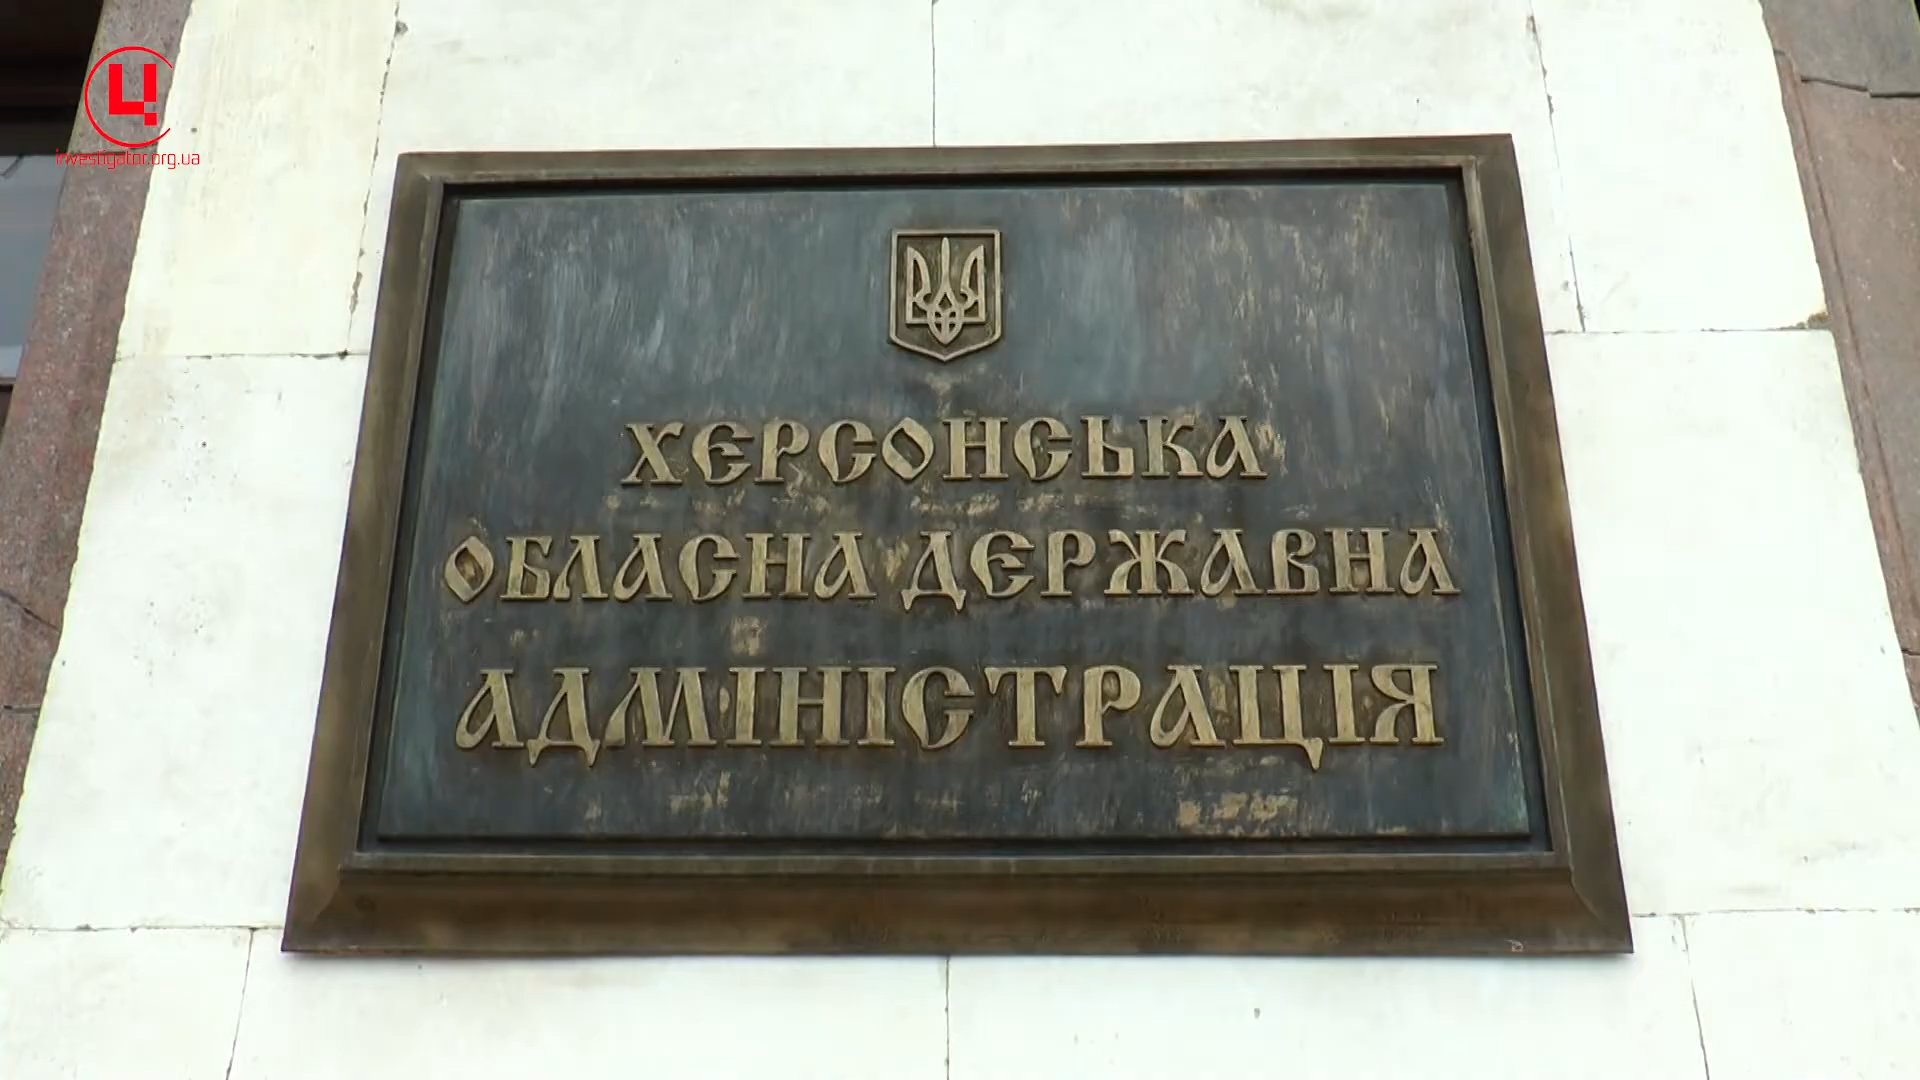 Ц
investigator.org.ua
ХЕРСОНСЬКА
ОБЛАСНА ДЕРЖАВНА
АДМІНІСТРАЦІЯ